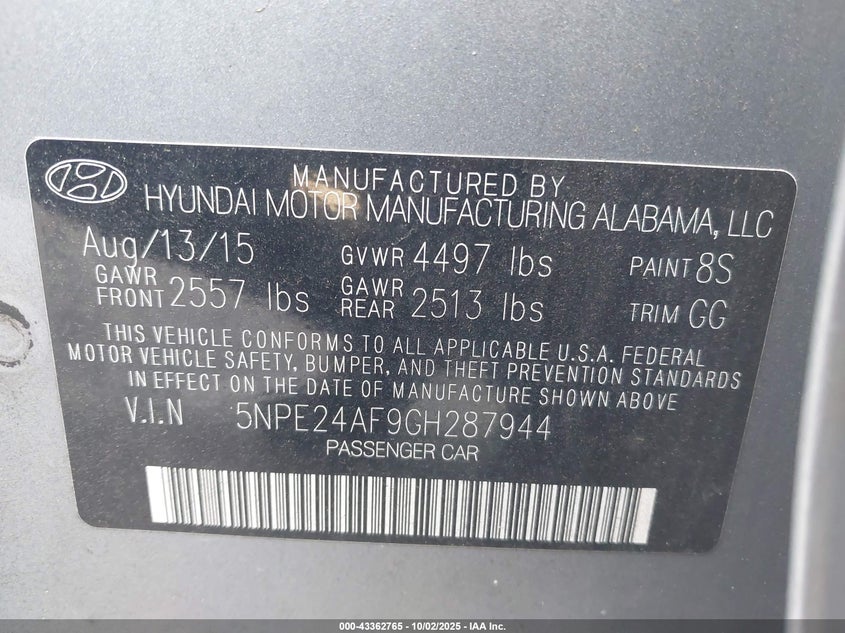 MANUFACTURED BY
HYUNDAI MOTOR MANUFACTURING ALABAMA, LLC
Aug/13/15 GVWR 4497 lbs PAINT 8S
GAWR FRONT 2557 lbs GAWR REAR 2513 lbs TRIM GG
THIS VEHICLE CONFORMS TO ALL APPLICABLE U.S.A. FEDERAL
MOTOR VEHICLE SAFETY, BUMPER, AND THEFT PREVENTION STANDARDS
IN EFFECT ON THE DATE OF MANUFACTURE SHOWN ABOVE
V.I.N 5NPE24AF9GH287944
PASSENGER CAR
000-43362765 - 10/02/2025 - IAA Inc.